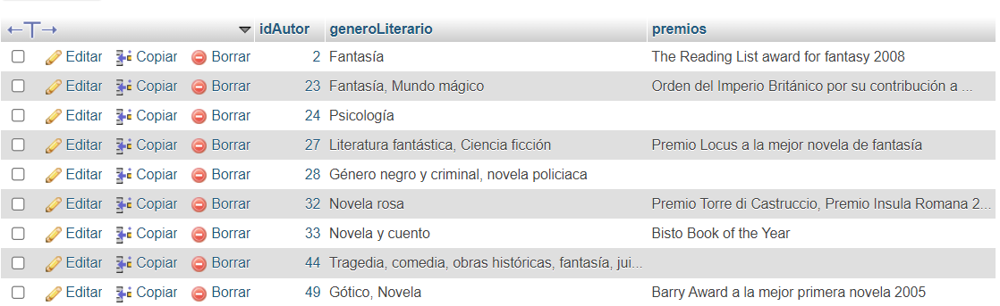 idAutor generoLiterario premios
Editar Copiar Borrar 2 Fantasía The Reading List award for fantasy 2008
Editar Copiar Borrar 23 Fantasía, Mundo mágico Orden del Imperio Británico por su contribución a ...
Editar Copiar Borrar 24 Psicología
Editar Copiar Borrar 27 Literatura fantástica, Ciencia ficción Premio Locus a la mejor novela de fantasía
Editar Copiar Borrar 28 Género negro y criminal, novela policiaca
Editar Copiar Borrar 32 Novela rosa Premio Torre di Castruccio, Premio Insula Romana 2...
Editar Copiar Borrar 33 Novela y cuento Bisto Book of the Year
Editar Copiar Borrar 44 Tragedia, comedia, obras históricas, fantasía, jui...
Editar Copiar Borrar 49 Gótico, Novela Barry Award a la mejor primera novela 2005